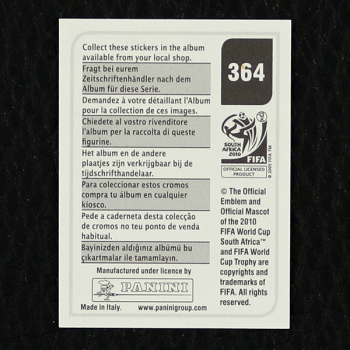 Collect these stickers in the album
available from your local shop.
Fragt bei eurem
Zeitschriftenhändler nach dem
Album für diese Serie.
Demandez à votre détaillant l'Album
pour la collection de ces images.
Chiedete al vostro rivenditore
l'album per la raccolta di queste
figurine.
Het album en de andere
plaatjes zijn verkrijgbaar bij de
tijdschrifthandelaar.
Para coleccionar estos cromos
compra tu álbum en cualquier
kiosco.
Pede a caderneta desta colecção
de cromos no teu ponto de venda
habitual.
Bayinizden aldığınız albümü bu
çıkartmalar ile tamamlayın.
Manufactured under licence by
PANINI
Made in Italy. www.paninigroup.com
364
SOUTH AFRICA
2010
FIFA
© 2005 FIFA TM
OFFICIAL LICENSED
PRODUCT
© The Official
Emblem and
Official Mascot
of the 2010
FIFA World Cup
South Africa™
and FIFA World
Cup Trophy are
copyrights and
trademarks of
FIFA. All rights
reserved.